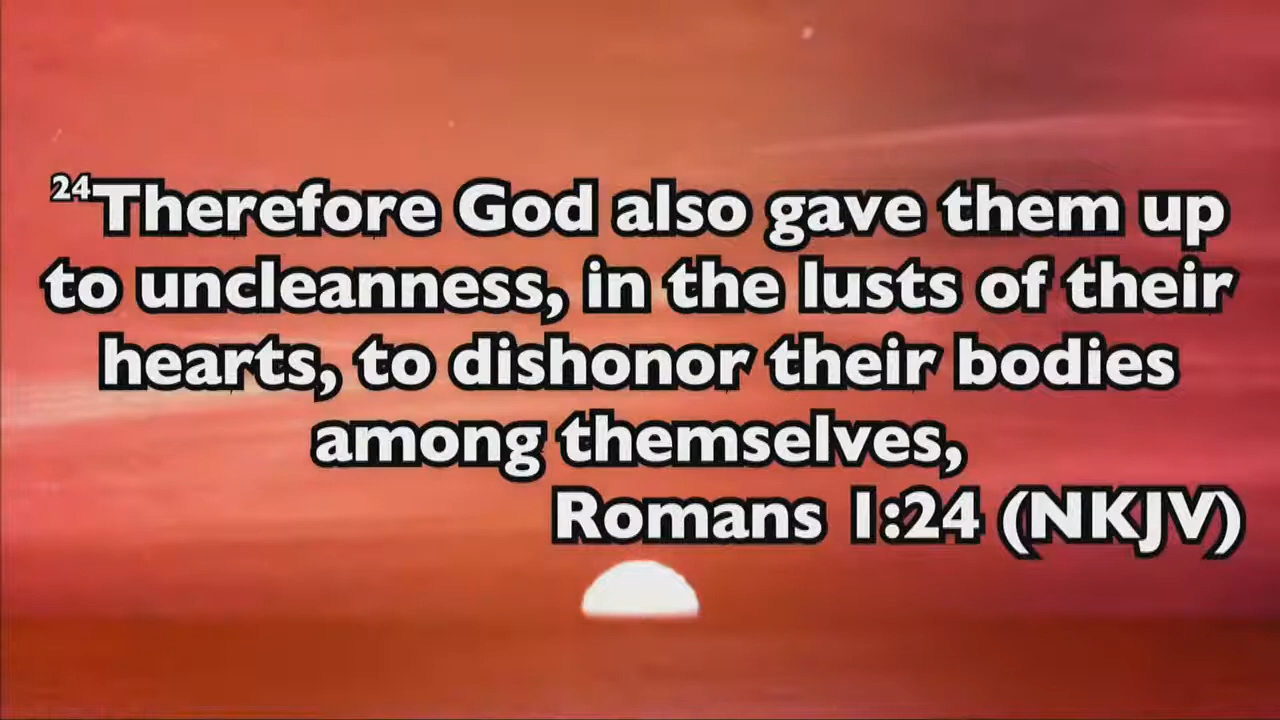 24Therefore God also gave them up
to uncleanness, in the lusts of their
hearts, to dishonor their bodies
among themselves,
Romans 1:24 (NKJV)